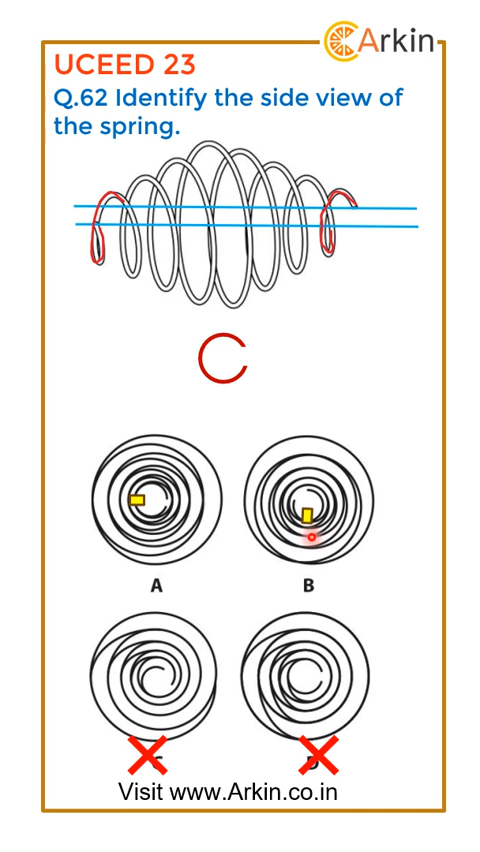 Arkin
UCEED 23
Q.62 Identify the side view of
the spring.
A
B
D
Visit www.Arkin.co.in